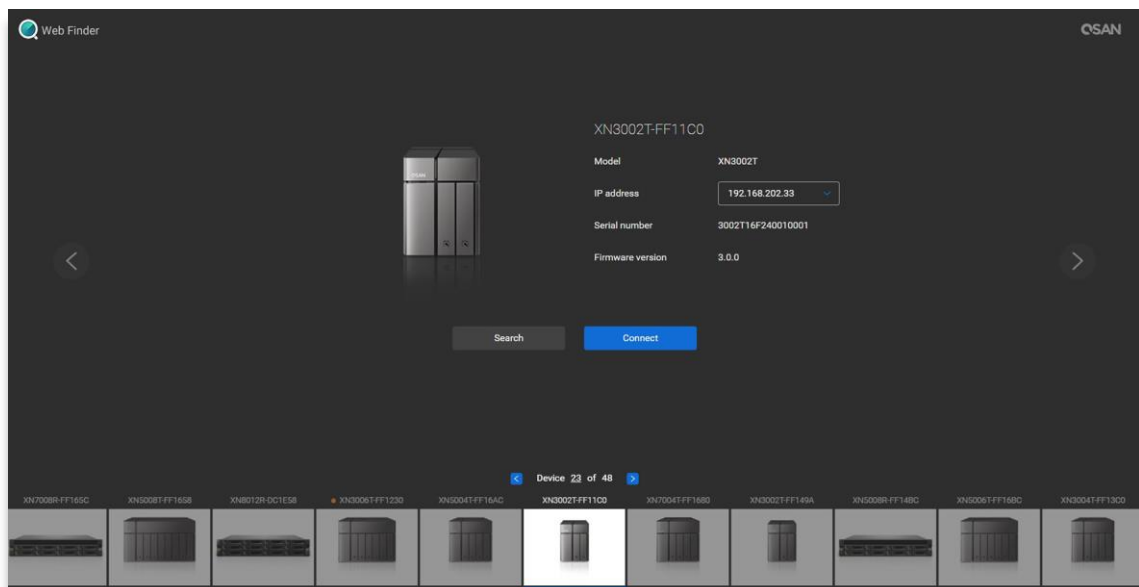 Web Finder
QSAN
XN3002T-FF11C0
Model XN3002T
IP address 192.168.202.33
Serial number 3002T16F240010001
Firmware version 3.0.0
Search Connect
Device 23 of 48
XN7008R-FF165C XN5008T-FF1658 XN8012R-DC1E58 XN3006T-FF1230 XN5004T-FF16AC XN3002T-FF11C0 XN7004T-FF1680 XN3002T-FF149A XN5008R-FF148C XN5006T-FF16BC XN3004T-FF13C0